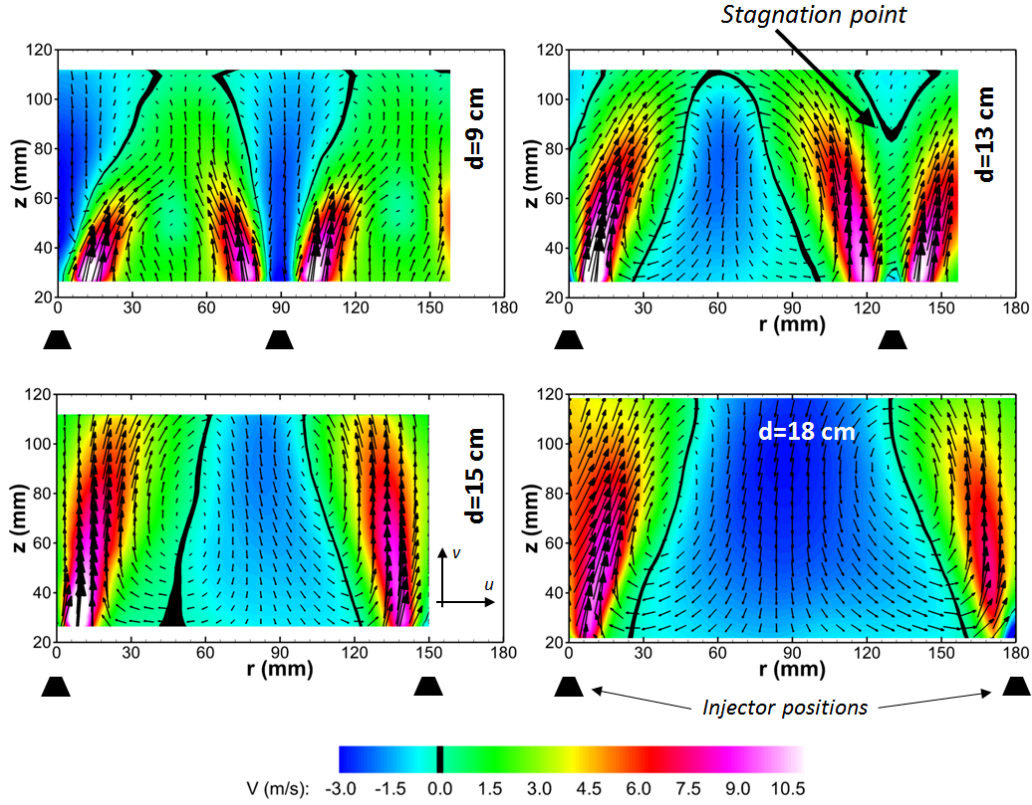 Stagnation point
120
100
80
60
40
20
z (mm)
0 30 60 90 120 150 180
d=9 cm
120
100
80
60
40
20
z (mm)
0 30 60 90 120 150 180
r (mm)
d=13 cm
120
100
80
60
40
20
z (mm)
0 30 60 90 120 150 180
r (mm)
d=15 cm
v
u
120
100
80
60
40
20
z (mm)
0 30 60 90 120 150 180
r (mm)
d=18 cm
Injector positions
V (m/s): -3.0 -1.5 0.0 1.5 3.0 4.5 6.0 7.5 9.0 10.5